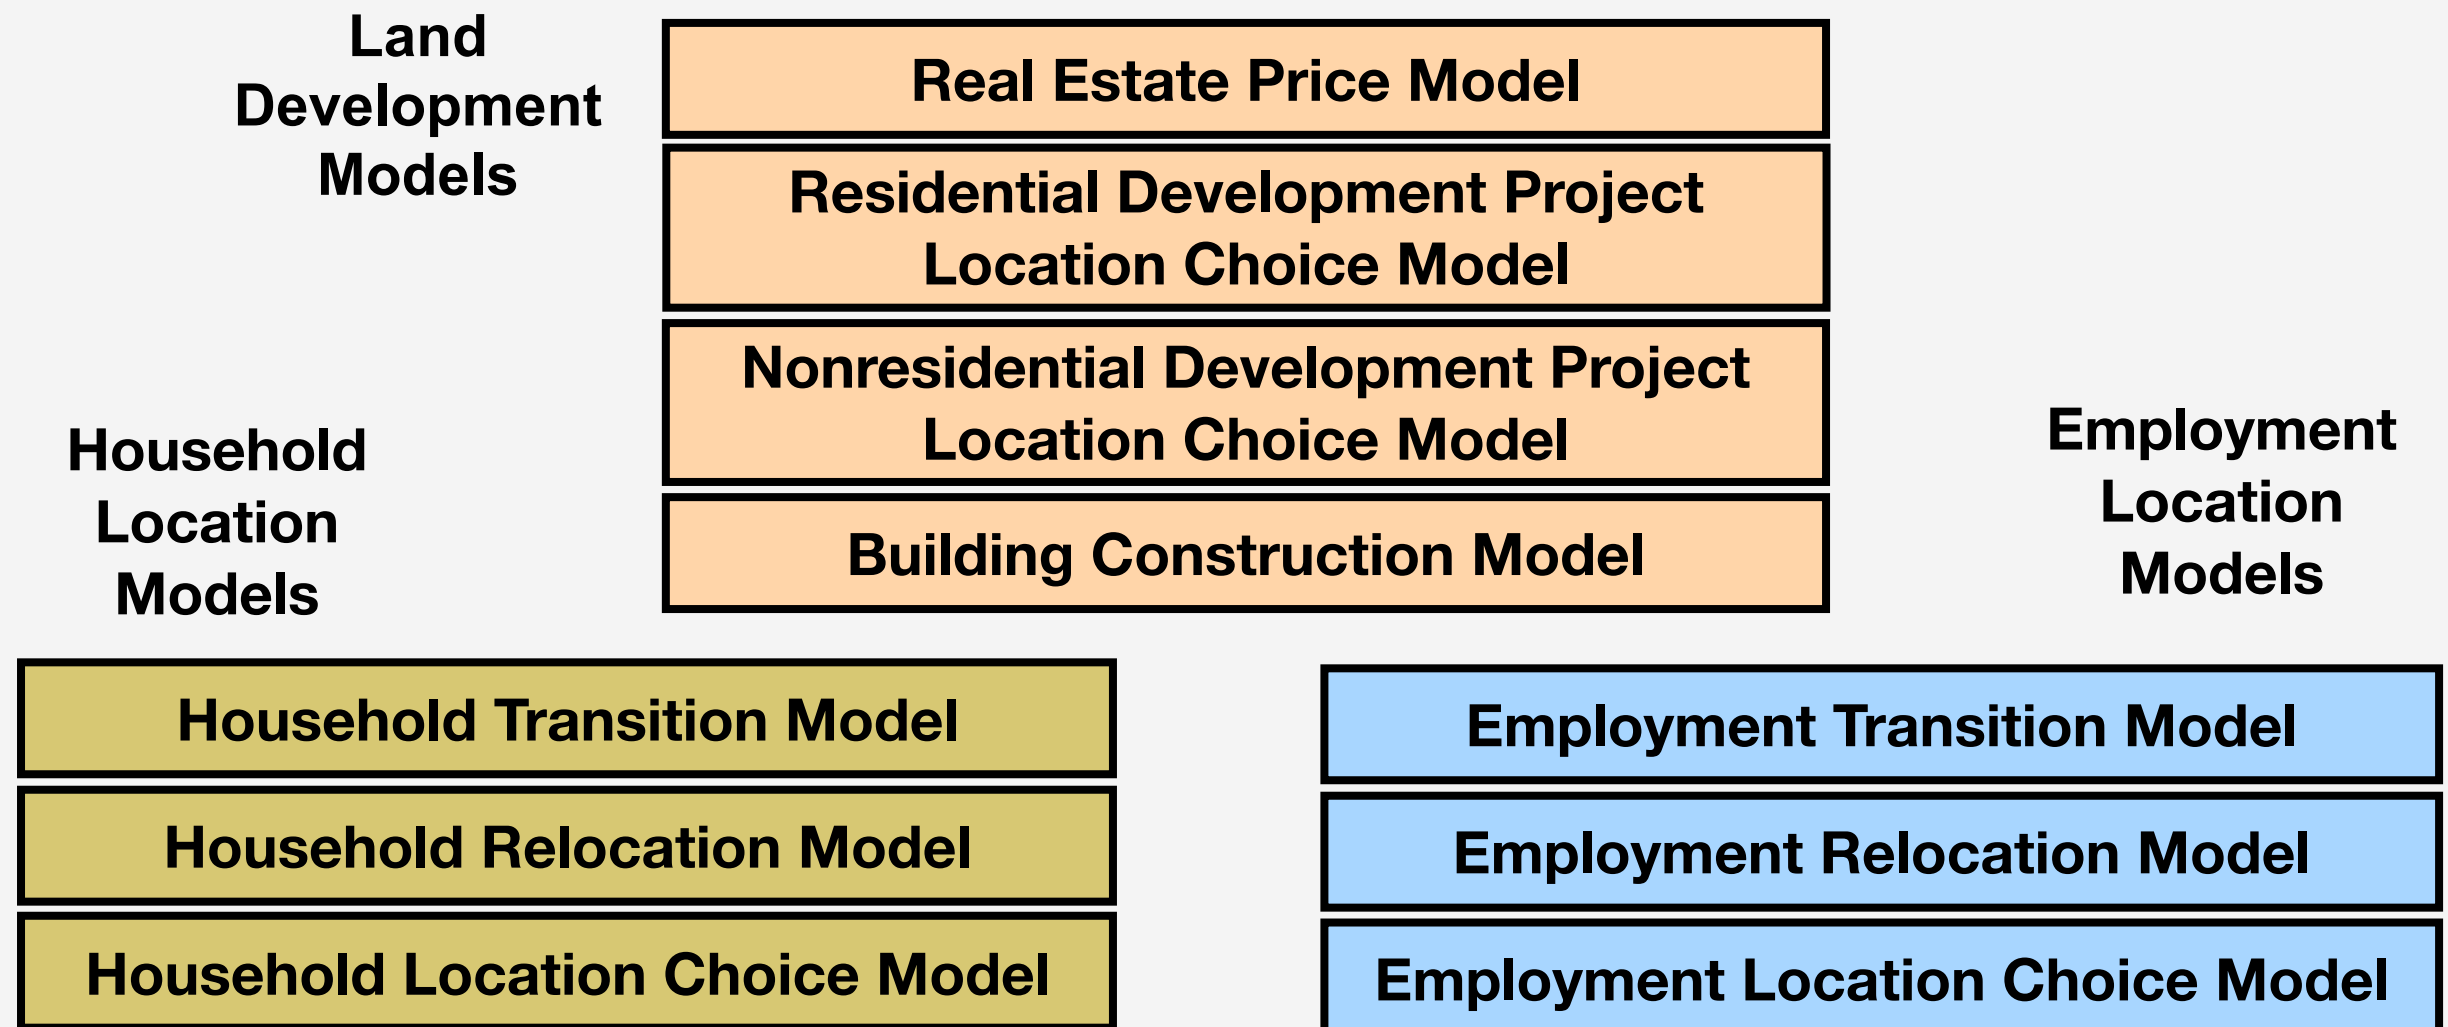 Land
Development
Models
Real Estate Price Model
Residential Development Project
Location Choice Model
Nonresidential Development Project
Location Choice Model
Building Construction Model
Household
Location
Models
Employment
Location
Models
Household Transition Model
Household Relocation Model
Household Location Choice Model
Employment Transition Model
Employment Relocation Model
Employment Location Choice Model